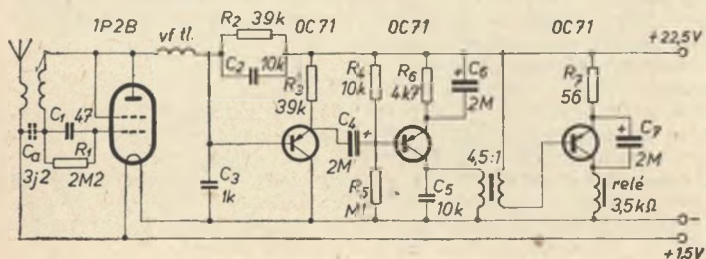 1P2B
vf tl.
R2 39k
C2 10k
OC71
R3
39k
C1 47
Ca
3j2
R1
2M2
C3
1k
C4
2M
+
OC71
R4
10k
R6
4k7
+
C6
2M
R5
M1
C5
10k
4,5:1
OC71
R7
56
+
C7
2M
relé
3,5kΩ
+22,5V
-
+1,5V